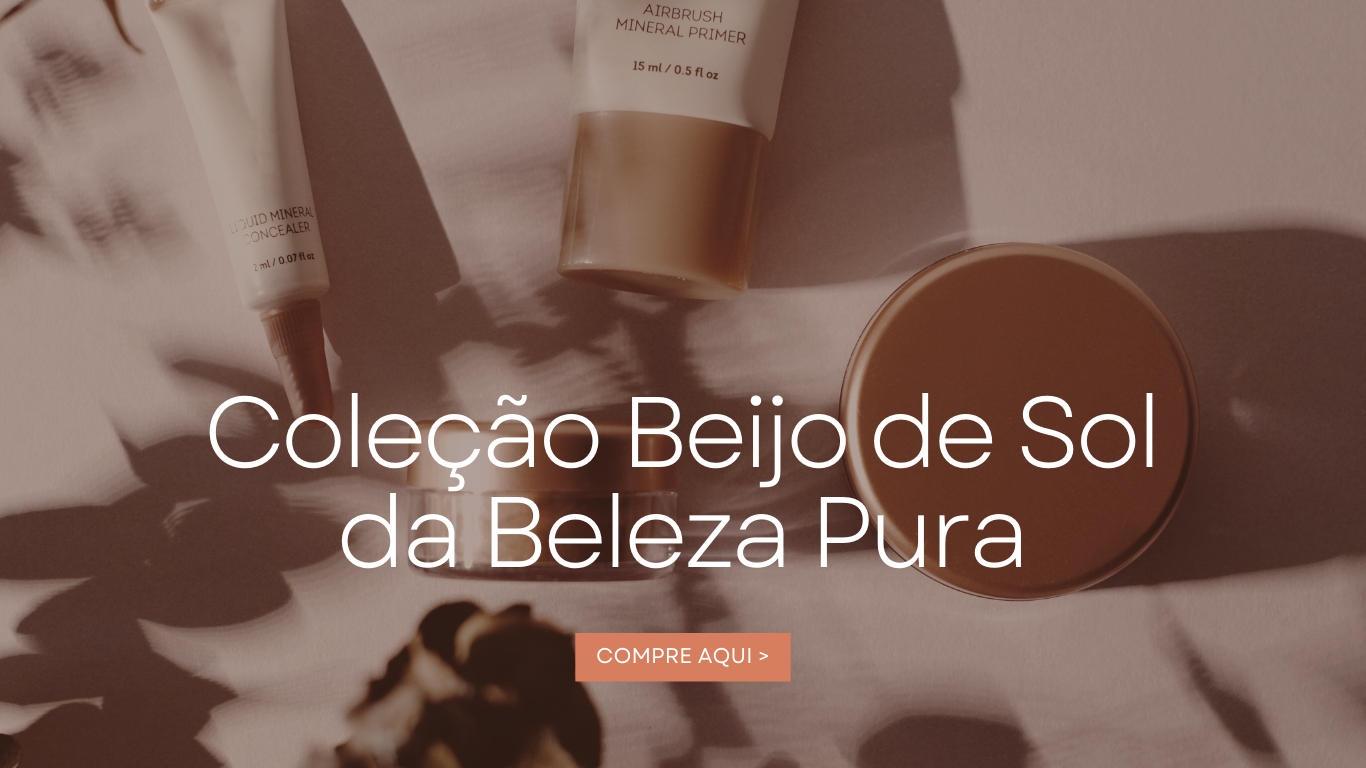 AIRBRUSH
MINERAL PRIMER
15 ml / 0.5 fl oz
LIQUID MINERAL
CONCEALER
2 ml / 0.07 fl oz
Coleção Beijo de Sol
da Beleza Pura
COMPRE AQUI >